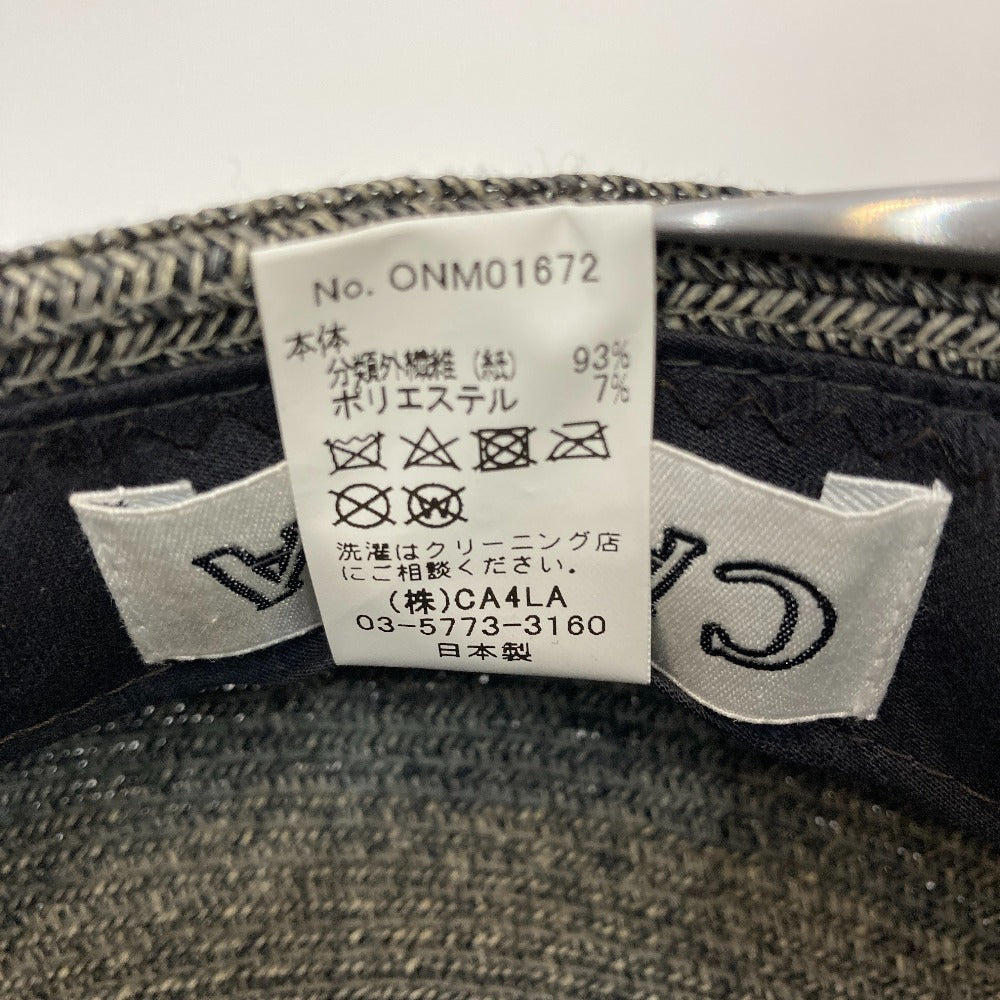 No. ONM01672
本体
分類外繊維 (紙) 93%
ポリエステル 7%
W
洗濯はクリーニング店
にご相談ください。
(株)CA4LA
03-5773-3160
日本製
CA
A